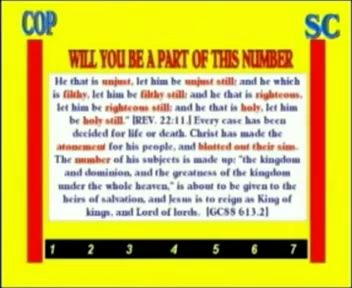 COP
SC
WILL YOU BE A PART OF THIS NUMBER
He that is unjust, let him be unjust still: and he which
is filthy, let him be filthy still: and he that is righteous,
let him be righteous still: and he that is holy, let him
be holy still." [REV. 22:11.] Every case has been
decided for life or death. Christ has made the
atonement for his people, and blotted out their sins.
The number of his subjects is made up; "the kingdom
and dominion, and the greatness of the kingdom
under the whole heaven," is about to be given to the
heirs of salvation, and Jesus is to reign as King of
kings, and Lord of lords. [GC88 613.2]
1 2 3 4 5 6 7